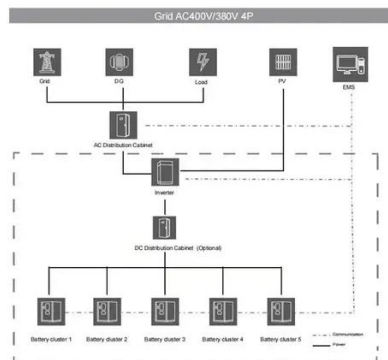 Grid AC400V/380V 4P
Grid
DG
Load
PV
EMS
AC Distribution Cabinet
Inverter
DC Distribution Cabinet (Optional)
Battery cluster 1
Battery cluster 2
Battery cluster 3
Battery cluster 4
Battery cluster 5
Communication
Power